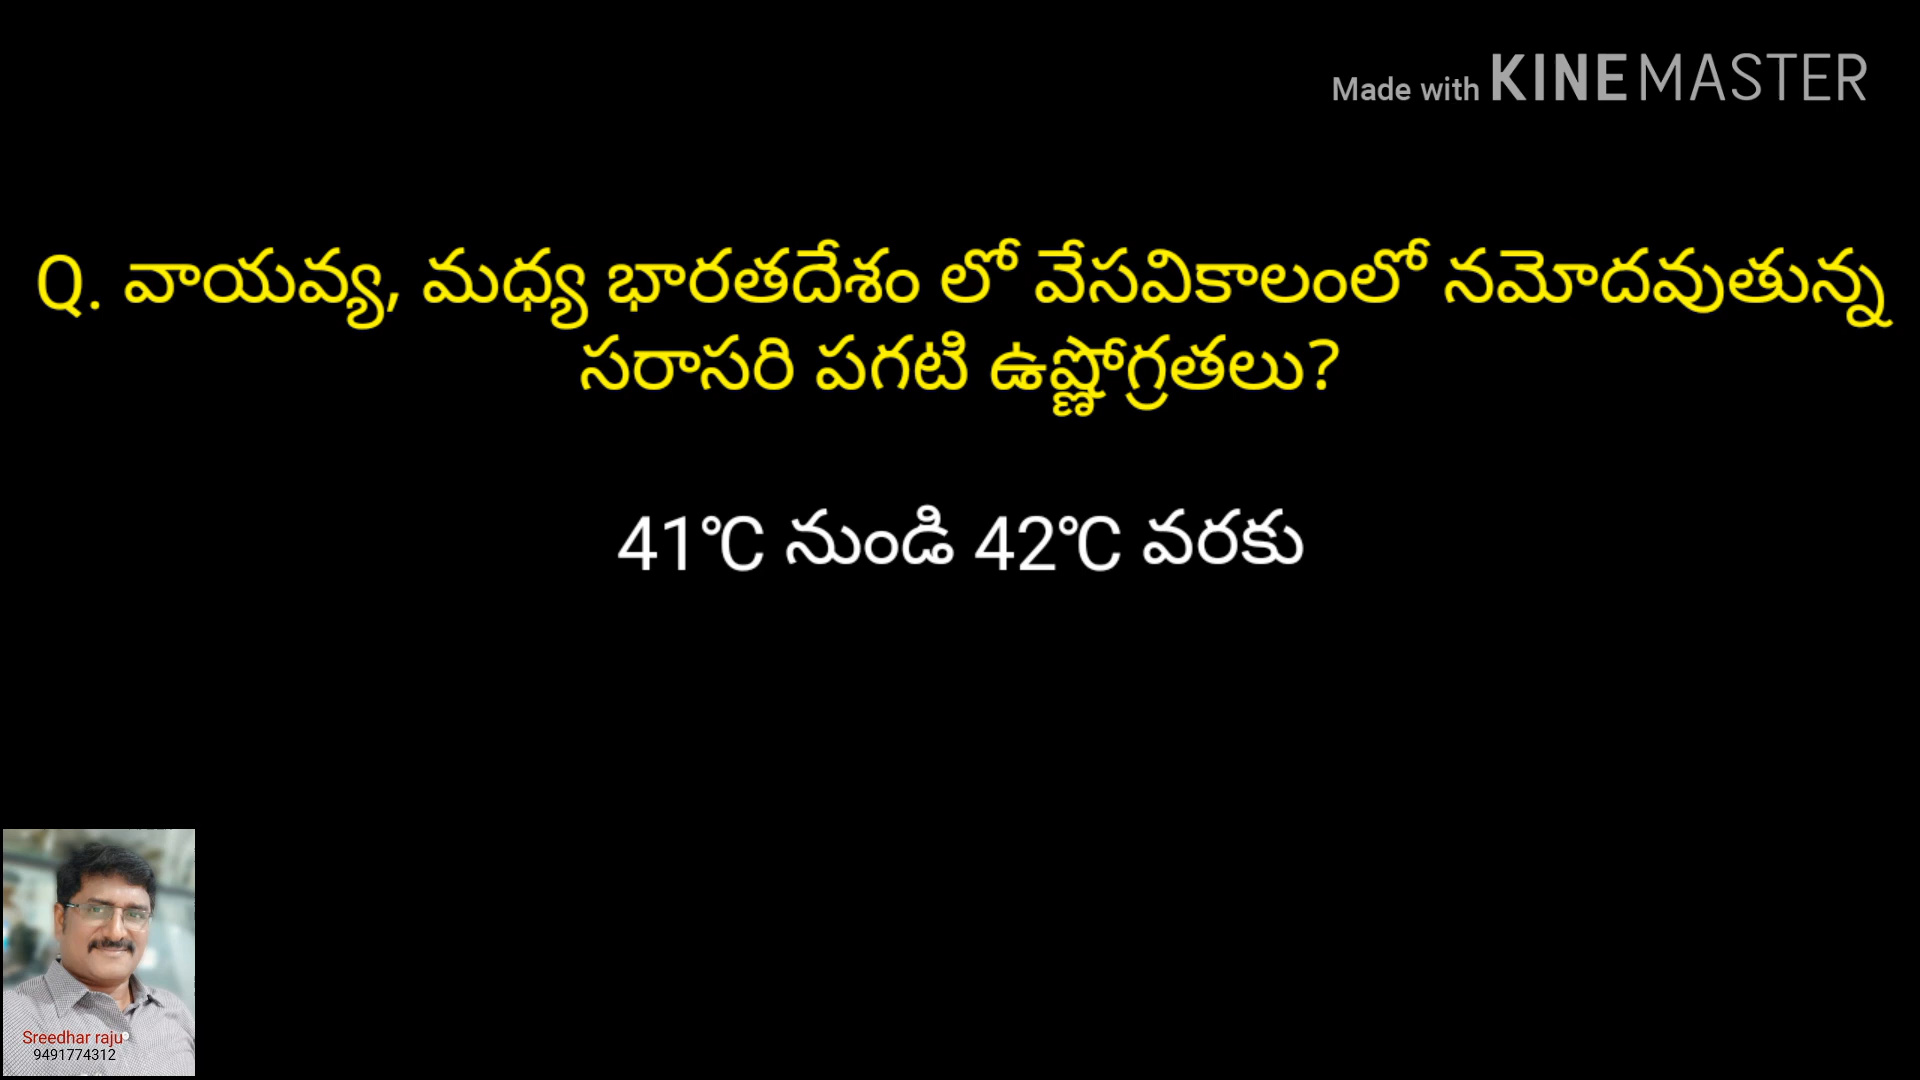 Made with KINEMASTER
Q. వాయవ్య, మధ్య భారతదేశం లో వేసవికాలంలో నమోదవుతున్న
సరాసరి పగటి ఉష్ణోగ్రతలు?
41℃ నుండి 42℃ వరకు
Sreedhar raju
9491774312